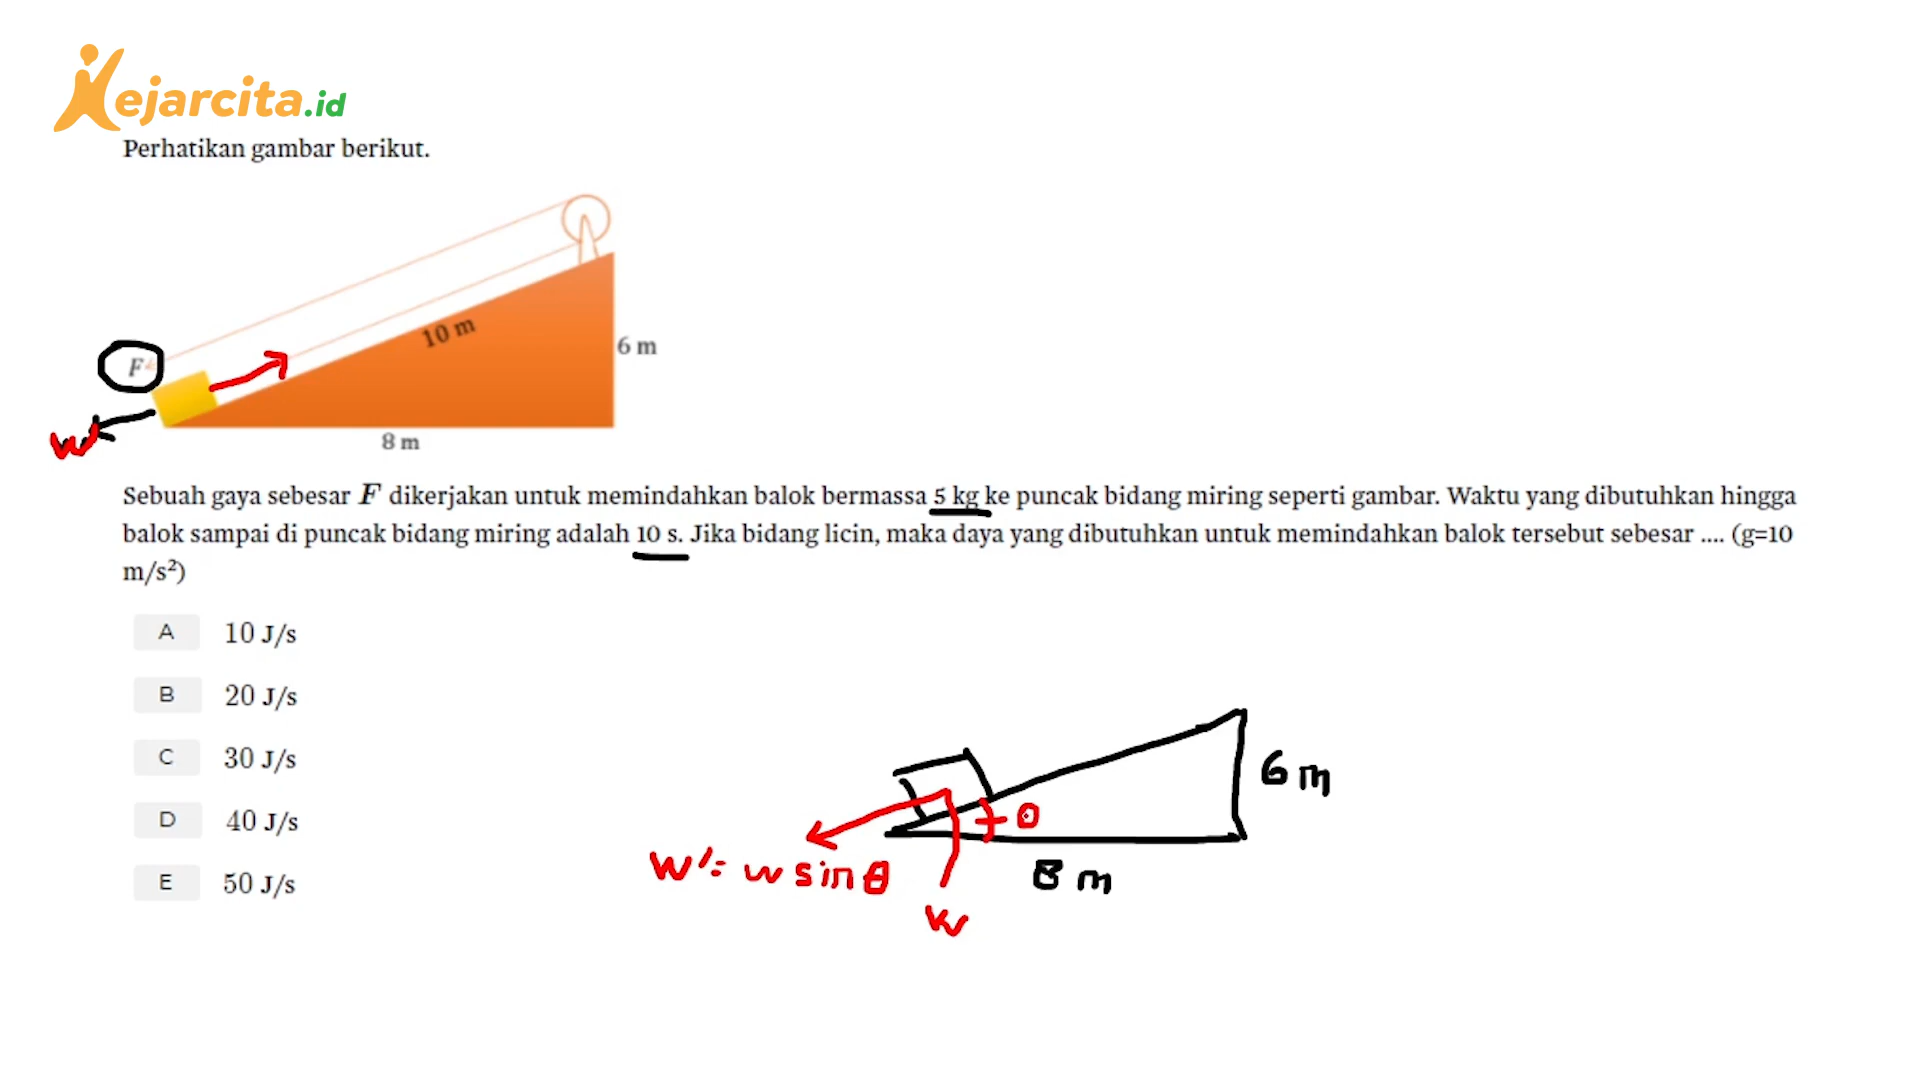 Kejarcita.id
Perhatikan gambar berikut.
10 m
6 m
F
W'
8 m
Sebuah gaya sebesar F dikerjakan untuk memindahkan balok bermassa 5 kg ke puncak bidang miring seperti gambar. Waktu yang dibutuhkan hingga
balok sampai di puncak bidang miring adalah 10 s. Jika bidang licin, maka daya yang dibutuhkan untuk memindahkan balok tersebut sebesar .... (g=10
m/s²)
A 10 J/s
B 20 J/s
C 30 J/s
D 40 J/s
E 50 J/s
6 m
θ
W' = w sin θ
8 m
W